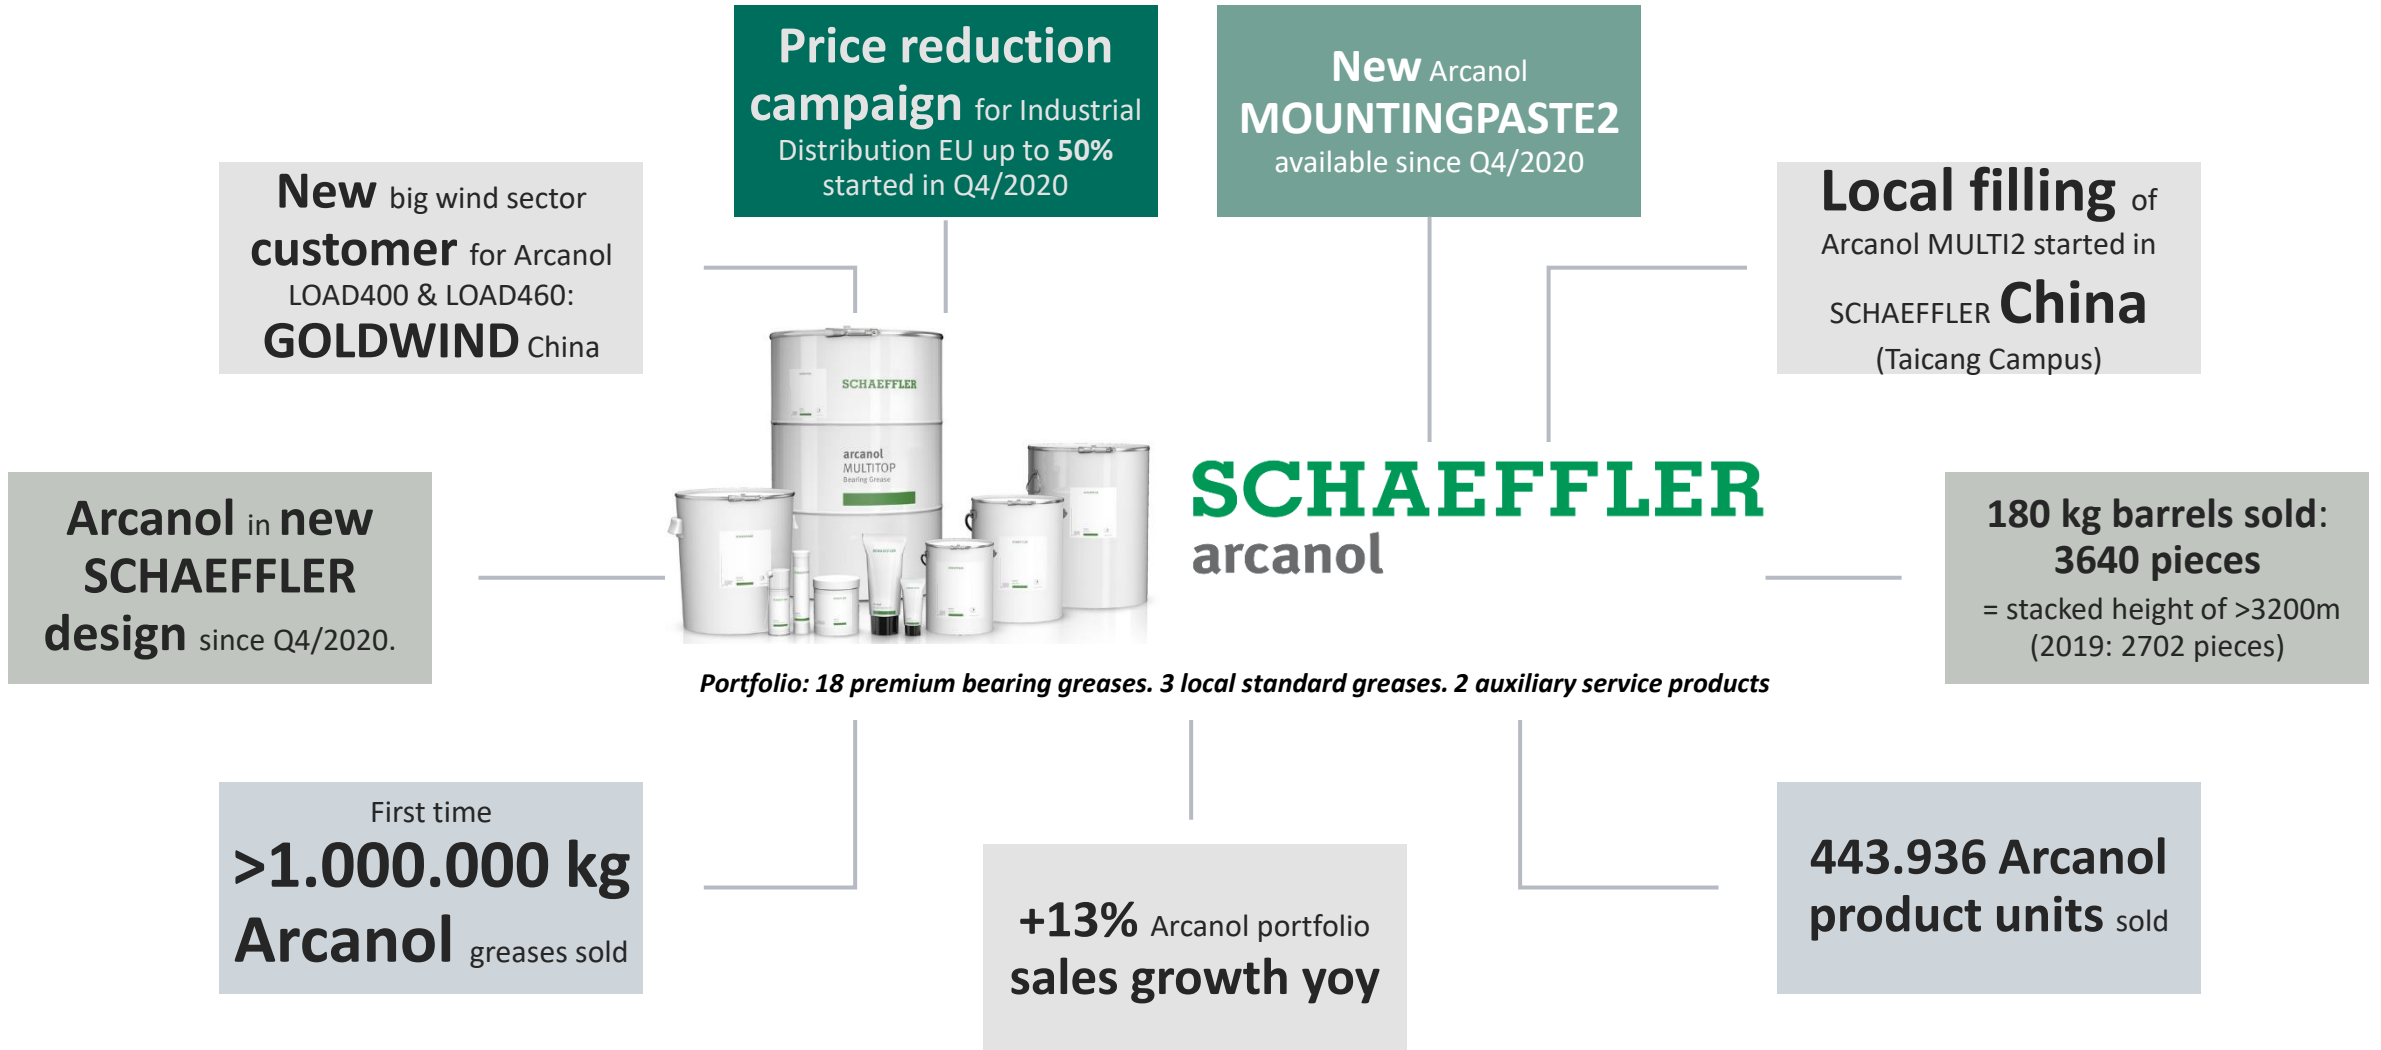 Price reduction
campaign for Industrial
Distribution EU up to 50%
started in Q4/2020
New Arcanol
MOUNTINGPASTE2
available since Q4/2020
New big wind sector
customer for Arcanol
LOAD400 & LOAD460:
GOLDWIND China
Local filling of
Arcanol MULTI2 started in
SCHAEFFLER China
(Taicang Campus)
SCHAEFFLER
arcanol
MULTITOP
Bearing Grease
SCHAEFFLER
arcanol
Arcanol in new
SCHAEFFLER
design since Q4/2020.
180 kg barrels sold:
3640 pieces
= stacked height of >3200m
(2019: 2702 pieces)
Portfolio: 18 premium bearing greases. 3 local standard greases. 2 auxiliary service products
First time
>1.000.000 kg
Arcanol greases sold
+13% Arcanol portfolio
sales growth yoy
443.936 Arcanol
product units sold